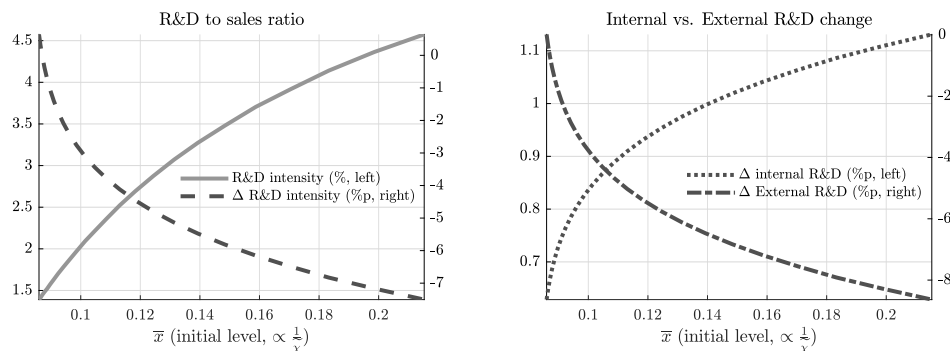 R&D to sales ratio
4.5
4
3.5
3
2.5
2
1.5
0
−1
−2
−3
−4
−5
−6
−7
R&D intensity (%, left)
Δ R&D intensity (%p, right)
0.1 0.12 0.14 0.16 0.18 0.2
x̅ (initial level, ∝ 1/χ)
Internal vs. External R&D change
1.1
1
0.9
0.8
0.7
0
−2
−4
−6
−8
Δ internal R&D (%p, left)
Δ External R&D (%p, right)
0.1 0.12 0.14 0.16 0.18 0.2
x̅ (initial level, ∝ 1/χ)